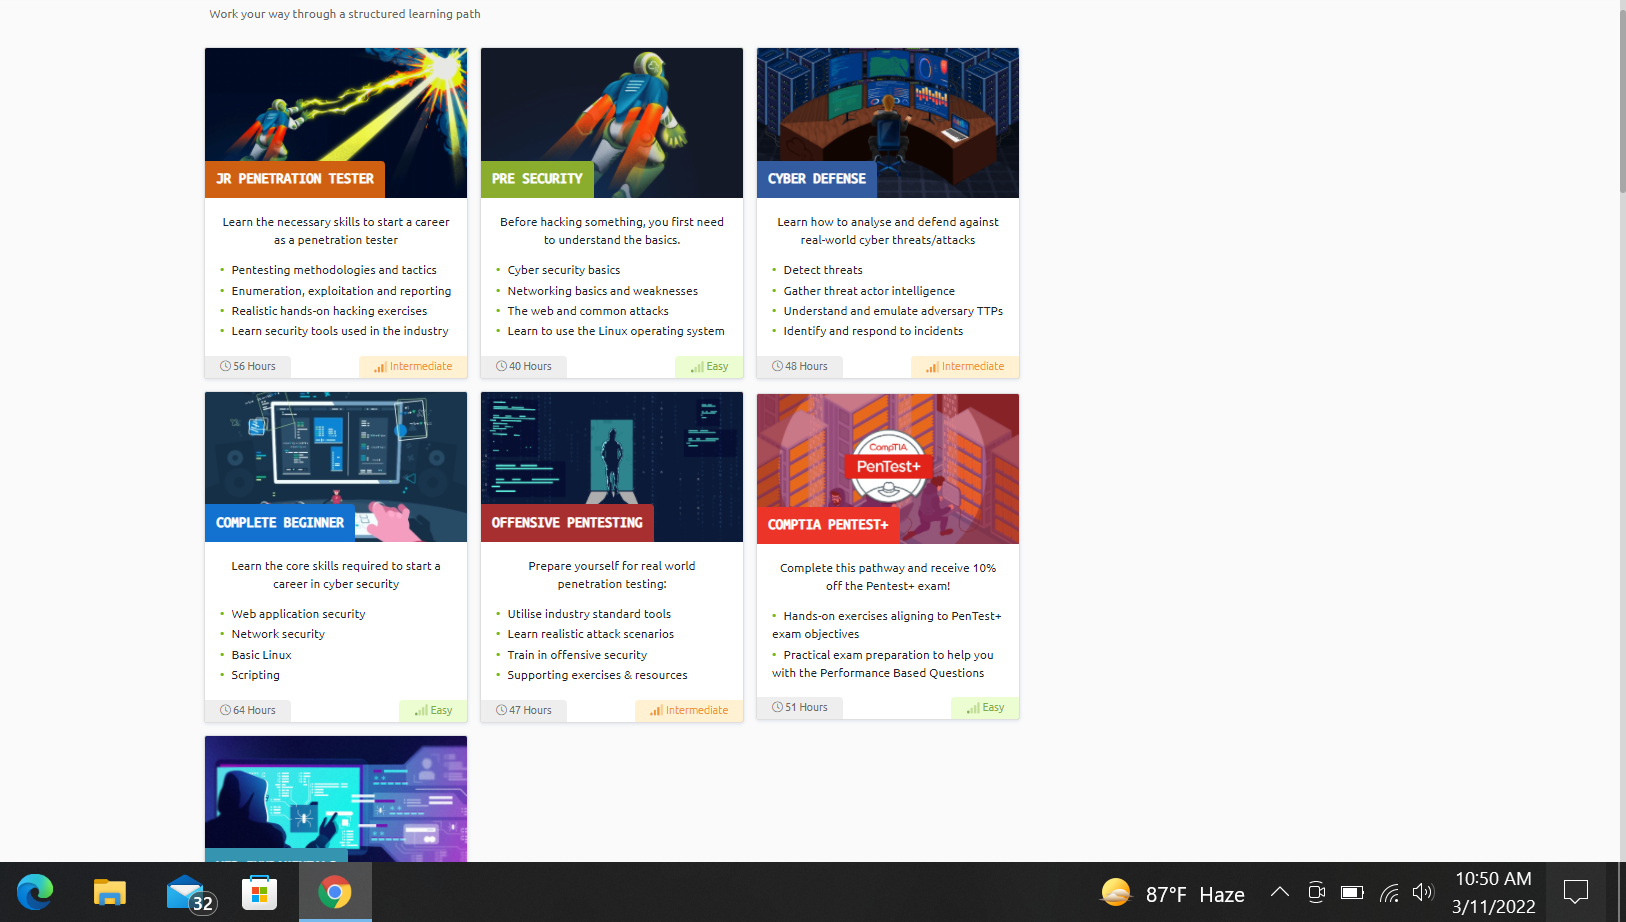 Work your way through a structured learning path
JR PENETRATION TESTER
Learn the necessary skills to start a career
as a penetration tester
• Pentesting methodologies and tactics
• Enumeration, exploitation and reporting
• Realistic hands-on hacking exercises
• Learn security tools used in the industry
56 Hours
Intermediate
PRE SECURITY
Before hacking something, you first need
to understand the basics.
• Cyber security basics
• Networking basics and weaknesses
• The web and common attacks
• Learn to use the Linux operating system
40 Hours
Easy
CYBER DEFENSE
Learn how to analyse and defend against
real-world cyber threats/attacks
• Detect threats
• Gather threat actor intelligence
• Understand and emulate adversary TTPs
• Identify and respond to incidents
48 Hours
Intermediate
COMPLETE BEGINNER
Learn the core skills required to start a
career in cyber security
• Web application security
• Network security
• Basic Linux
• Scripting
64 Hours
Easy
OFFENSIVE PENTESTING
Prepare yourself for real world
penetration testing:
• Utilise industry standard tools
• Learn realistic attack scenarios
• Train in offensive security
• Supporting exercises & resources
47 Hours
Intermediate
CompTIA
PenTest+
COMPTIA PENTEST+
Complete this pathway and receive 10%
off the Pentest+ exam!
• Hands-on exercises aligning to PenTest+
exam objectives
• Practical exam preparation to help you
with the Performance Based Questions
51 Hours
Easy
32
87°F Haze
10:50 AM
3/11/2022